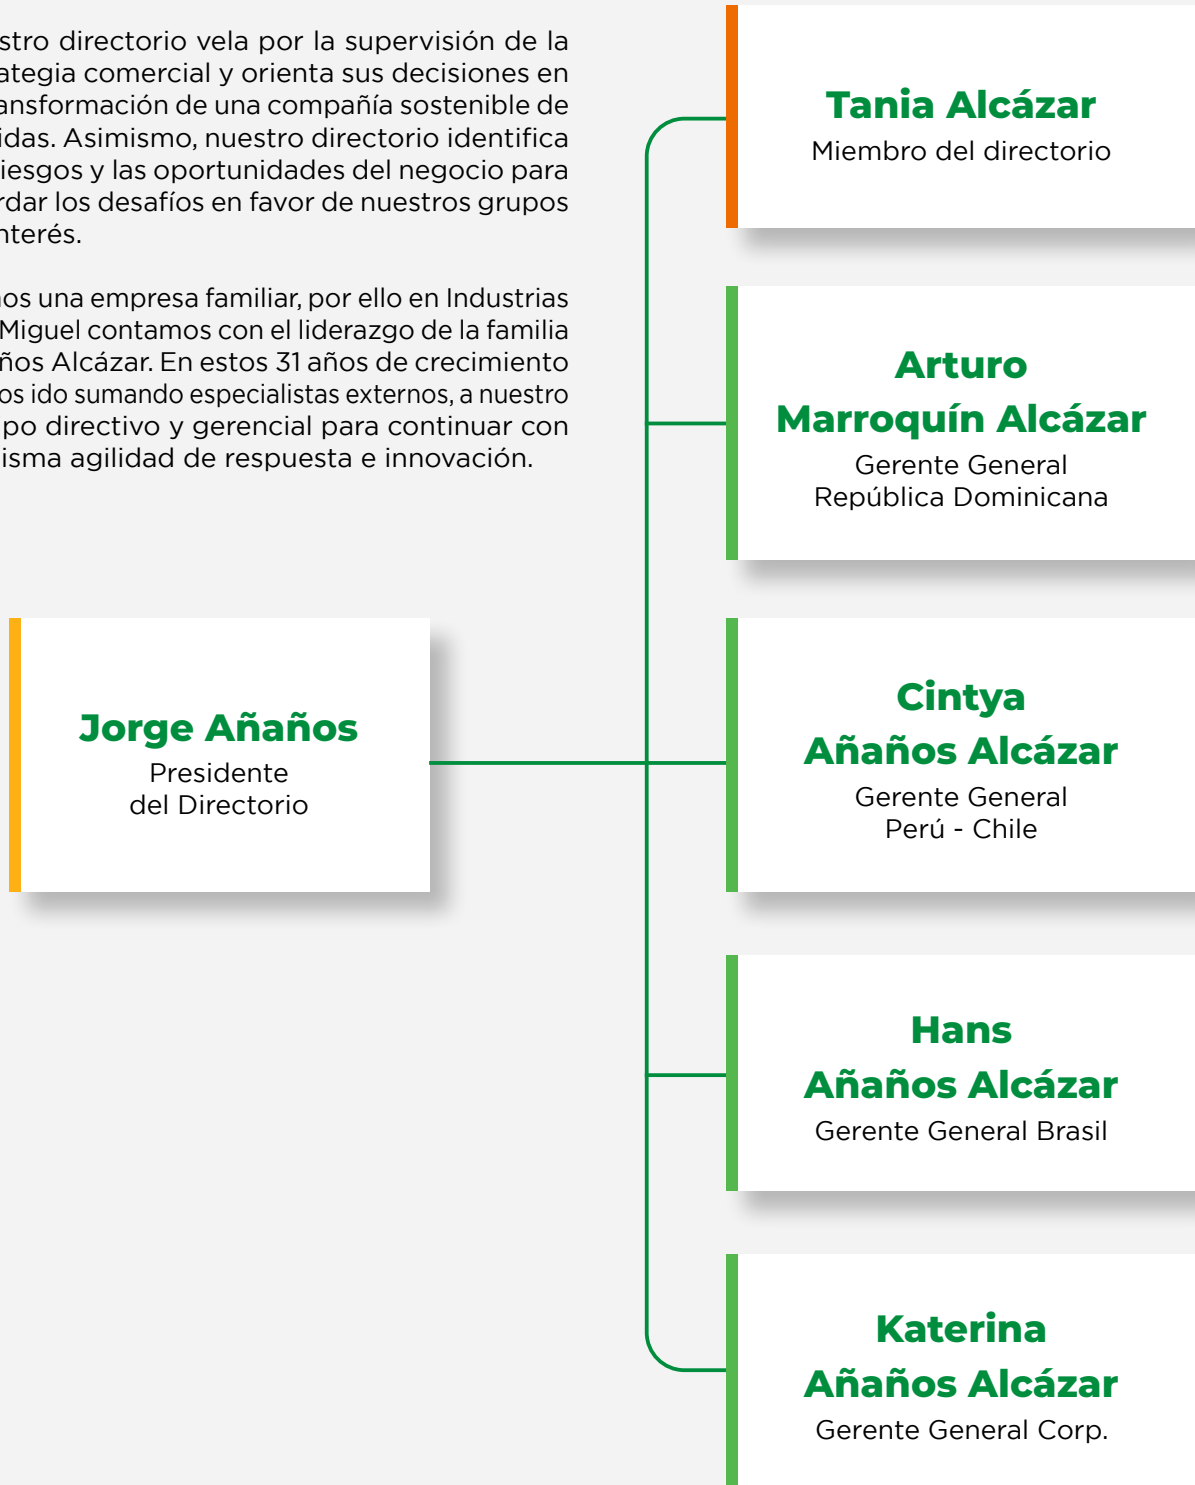 stro directorio vela por la supervisión de la
ategia comercial y orienta sus decisiones en
ransformación de una compañía sostenible de
idas. Asimismo, nuestro directorio identifica
iesgos y las oportunidades del negocio para
rdar los desafíos en favor de nuestros grupos
nterés.
nos una empresa familiar, por ello en Industrias
Miguel contamos con el liderazgo de la familia
ños Alcázar. En estos 31 años de crecimiento
os ido sumando especialistas externos, a nuestro
po directivo y gerencial para continuar con
isma agilidad de respuesta e innovación.
Jorge Añaños
Presidente
del Directorio
Tania Alcázar
Miembro del directorio
Arturo
Marroquín Alcázar
Gerente General
República Dominicana
Cintya
Añaños Alcázar
Gerente General
Perú - Chile
Hans
Añaños Alcázar
Gerente General Brasil
Katerina
Añaños Alcázar
Gerente General Corp.